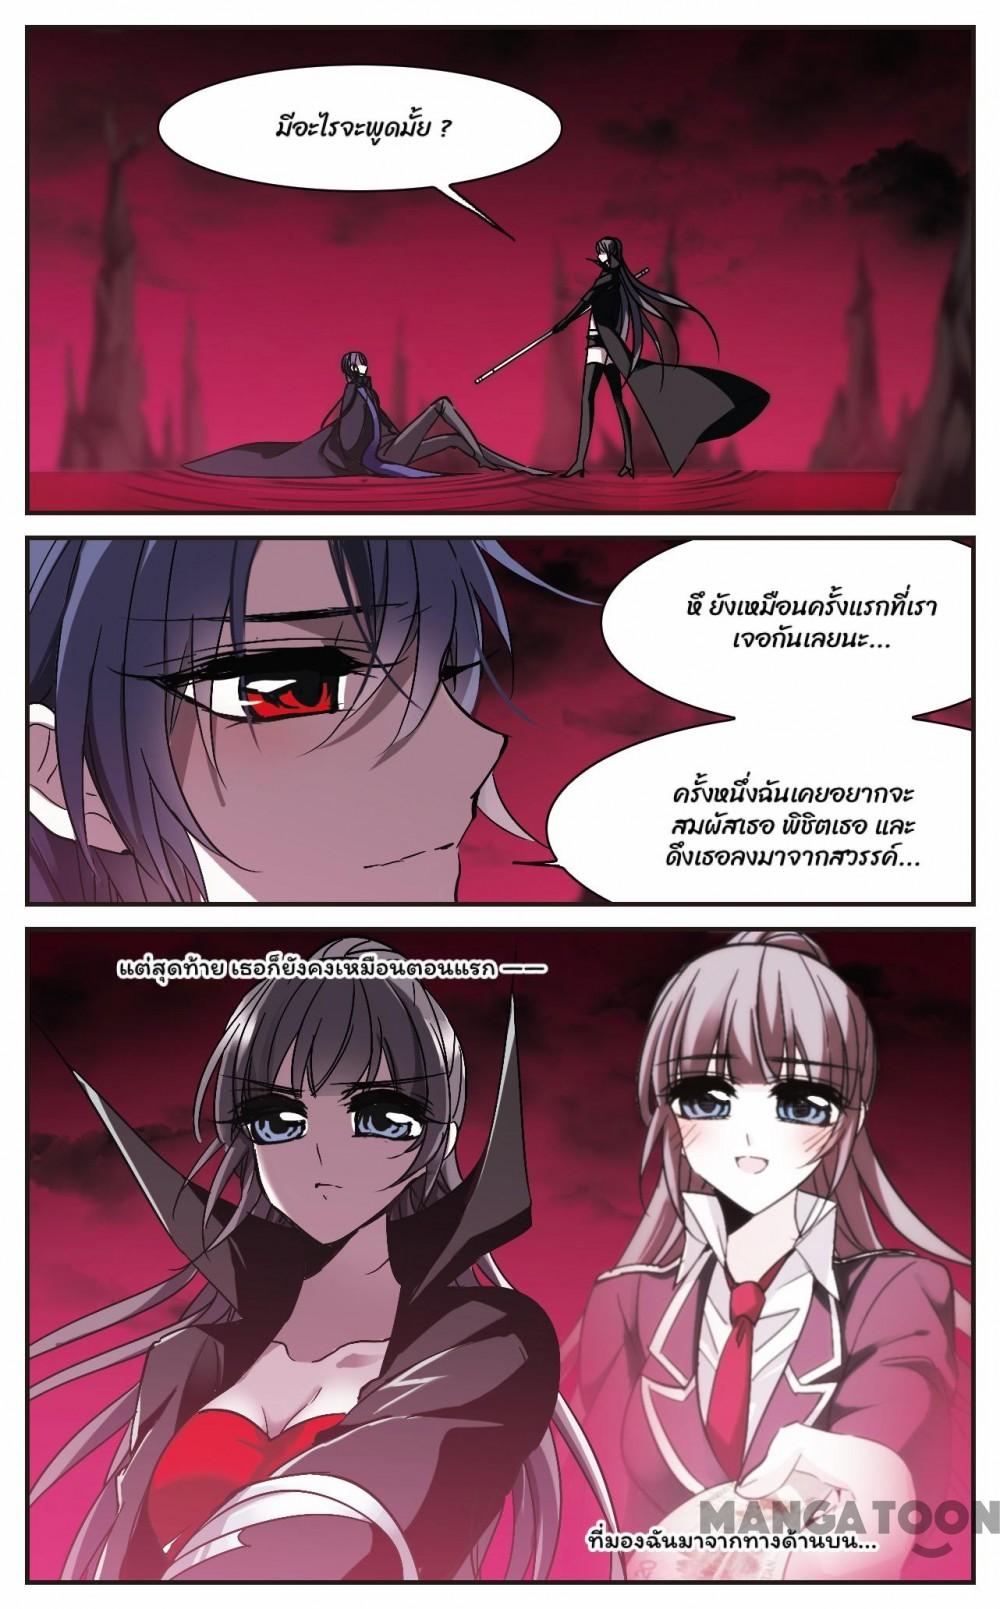 มีอะไรจะพูดมั้ย ?
หึ ยังเหมือนครั้งแรกที่เรา
เจอกันเลยนะ...
ครั้งหนึ่งฉันเคยอยากจะ
สมผัสเธอ พิชิตเธอ และ
ดึงเธอลงมาจากสวรรค์...
แต่สุดท้าย เธอก็ยังคงเหมือนตอนแรก ——
MANGATOON
ที่มองฉันมาจากทางด้านบน...